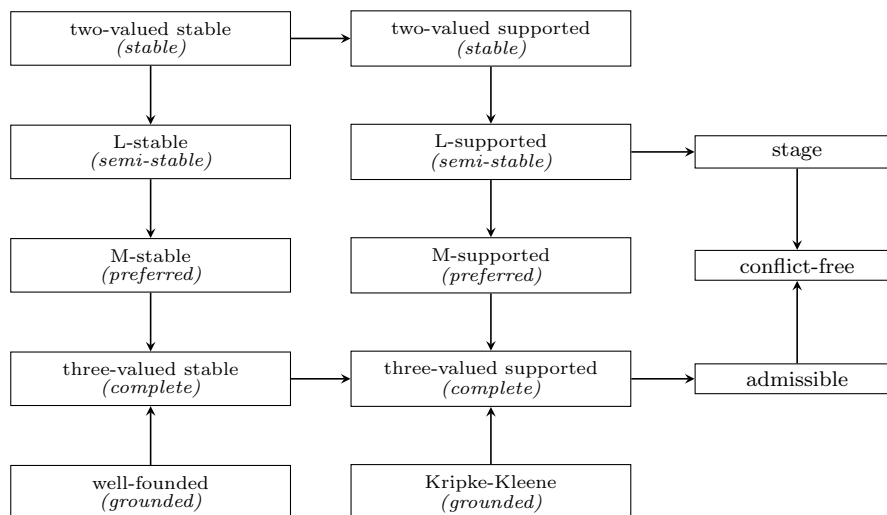 two-valued stable
(stable)
two-valued supported
(stable)
L-stable
(semi-stable)
L-supported
(semi-stable)
stage
M-stable
(preferred)
M-supported
(preferred)
conflict-free
three-valued stable
(complete)
three-valued supported
(complete)
admissible
well-founded
(grounded)
Kripke-Kleene
(grounded)